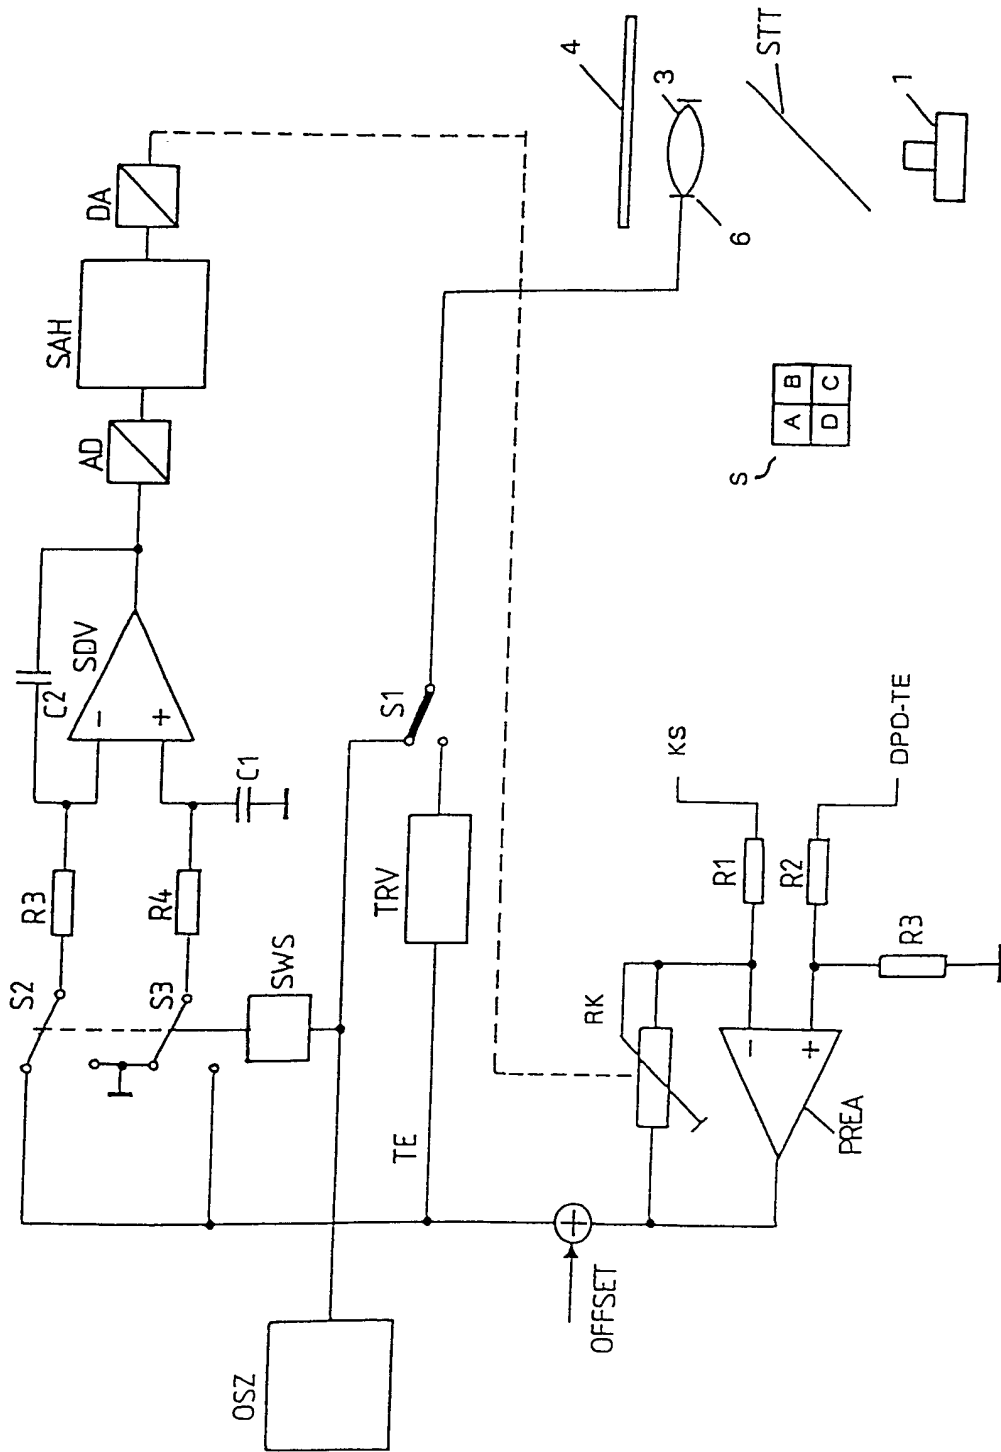 S2
R3
C2
SDV
AD
SAH
DA
−
+
S3
R4
C1
OSZ
SWS
TRV
S1
TE
4
OFFSET
RK
3
KS
R1
S
6
−
+
R2
STT
A B
D C
PREA
R3
DPD-TE
1